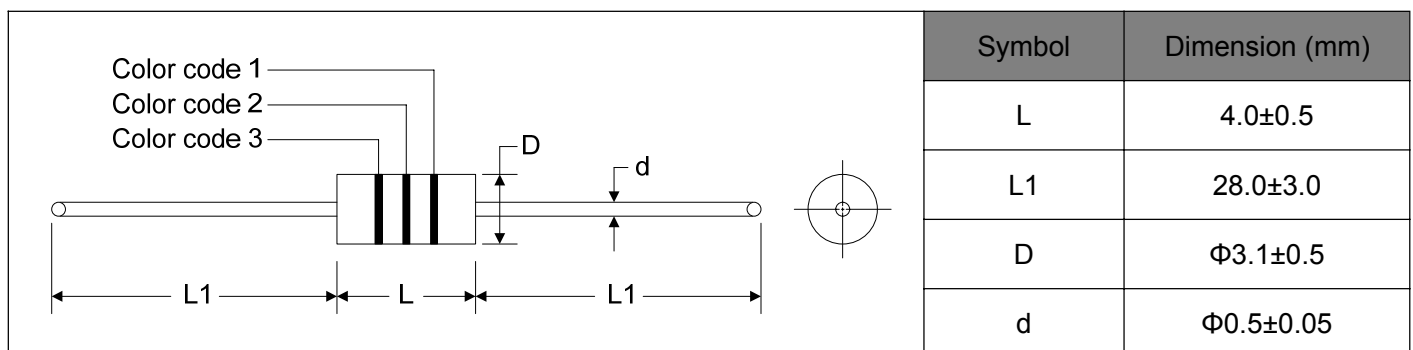 Color code 1
Color code 2
Color code 3
D
d
L1
L
L1
Symbol Dimension (mm)
L 4.0±0.5
L1 28.0±3.0
D Φ3.1±0.5
d Φ0.5±0.05